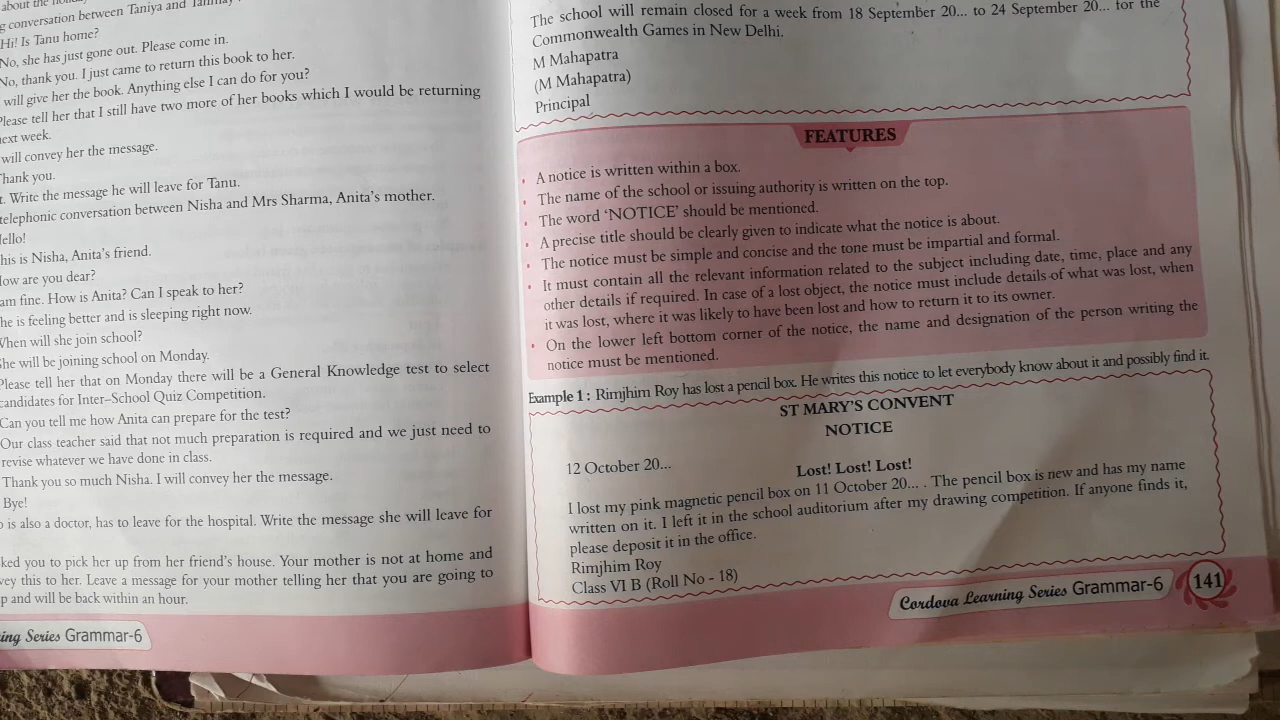 about the
conversation between Taniya and
Hi! Is Tanu home?
No, she has just gone out. Please come in.
No, thank you. I just came to return this book to her.
will give her the book. Anything else I can do for you?
Please tell her that I still have two more of her books which I would be returning
next week.
will convey her the message.
Thank you.
t. Write the message he will leave for Tanu.
telephonic conversation between Nisha and Mrs Sharma, Anita's mother.
Hello!
This is Nisha, Anita's friend.
How are you dear?
am fine. How is Anita? Can I speak to her?
She is feeling better and is sleeping right now.
When will she join school?
She will be joining school on Monday.
Please tell her that on Monday there will be a General Knowledge test to select
candidates for Inter–School Quiz Competition.
Can you tell me how Anita can prepare for the test?
Our class teacher said that not much preparation is required and we just need to
revise whatever we have done in class.
Thank you so much Nisha. I will convey her the message.
Bye!
is also a doctor, has to leave for the hospital. Write the message she will leave for
ked you to pick her up from her friend's house. Your mother is not at home and
vey this to her. Leave a message for your mother telling her that you are going to
p and will be back within an hour.
ing Series Grammar-6
The school will remain closed for a week from 18 September 20... to 24 September 20... for the
Commonwealth Games in New Delhi.
M Mahapatra
(M Mahapatra)
Principal
FEATURES
• A notice is written within a box.
• The name of the school or issuing authority is written on the top.
• The word 'NOTICE' should be mentioned.
• A precise title should be clearly given to indicate what the notice is about.
• The notice must be simple and concise and the tone must be impartial and formal.
• It must contain all the relevant information related to the subject including date, time, place and any
other details if required. In case of a lost object, the notice must include details of what was lost, when
it was lost, where it was likely to have been lost and how to return it to its owner.
• On the lower left bottom corner of the notice, the name and designation of the person writing the
notice must be mentioned.
Example 1 : Rimjhim Roy has lost a pencil box. He writes this notice to let everybody know about it and possibly find it.
ST MARY'S CONVENT
NOTICE
12 October 20...
Lost! Lost! Lost!
I lost my pink magnetic pencil box on 11 October 20... . The pencil box is new and has my name
written on it. I left it in the school auditorium after my drawing competition. If anyone finds it,
please deposit it in the office.
Rimjhim Roy
Class VI B (Roll No - 18)
Cordova Learning Series Grammar-6 141